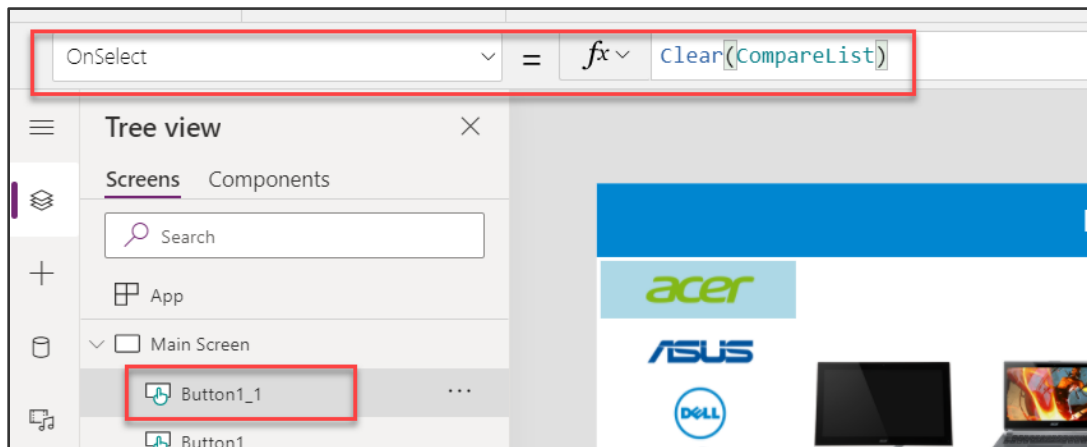 OnSelect = fx Clear(CompareList)
Tree view
Screens Components
Search
App
Main Screen
Button1_1
Button1
acer
ASUS
DELL